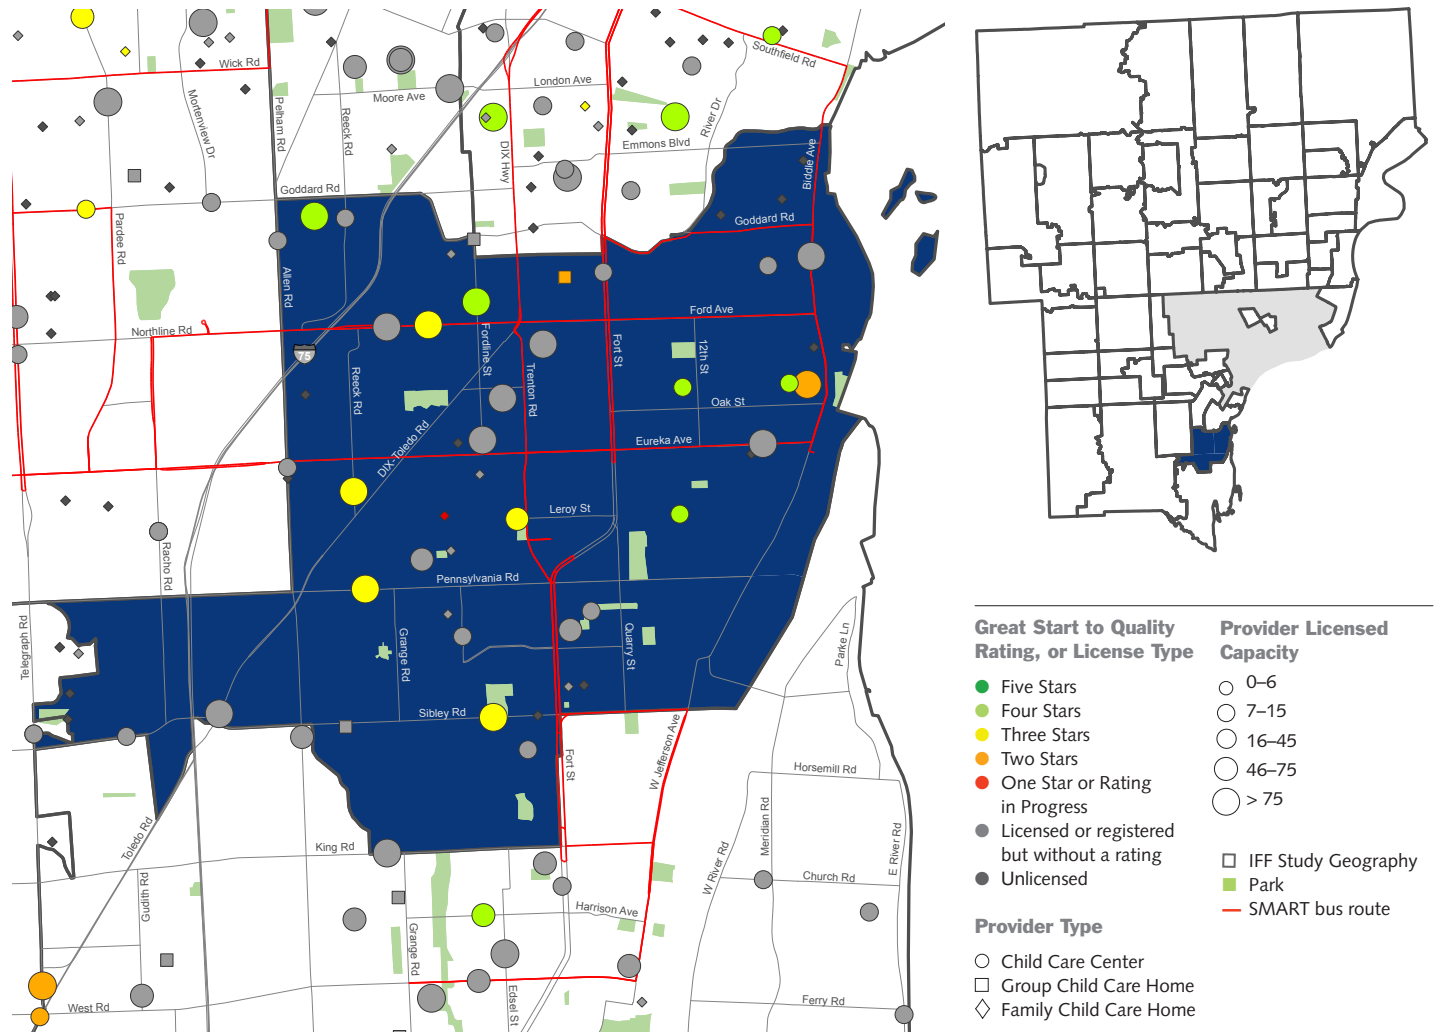 Wick Rd
Mortenview Dr
Pelham Rd
Reeck Rd
Moore Ave
London Ave
Southfield Rd
River Dr
DIX Hwy
Emmons Blvd
Biddle Ave
Goddard Rd
Goddard Rd
Pardee Rd
Allen Rd
Northline Rd
75
Ford Ave
Fordline St
Trenton Rd
Fort St
12th St
Reeck Rd
Oak St
DIX-Toledo Rd
Eureka Ave
Leroy St
Racho Rd
Pennsylvania Rd
Telegraph Rd
Grange Rd
Quarry St
Parke Ln
Sibley Rd
Fort St
W Jefferson Ave
Horsemill Rd
Toledo Rd
King Rd
Meridian Rd
E River Rd
W River Rd
Church Rd
Gudith Rd
Harrison Ave
Grange Rd
Edsel St
West Rd
Ferry Rd
Great Start to Quality
Rating, or License Type
Five Stars
Four Stars
Three Stars
Two Stars
One Star or Rating
in Progress
Licensed or registered
but without a rating
Unlicensed
Provider Type
Child Care Center
Group Child Care Home
Family Child Care Home
Provider Licensed
Capacity
0–6
7–15
16–45
46–75
> 75
IFF Study Geography
Park
SMART bus route